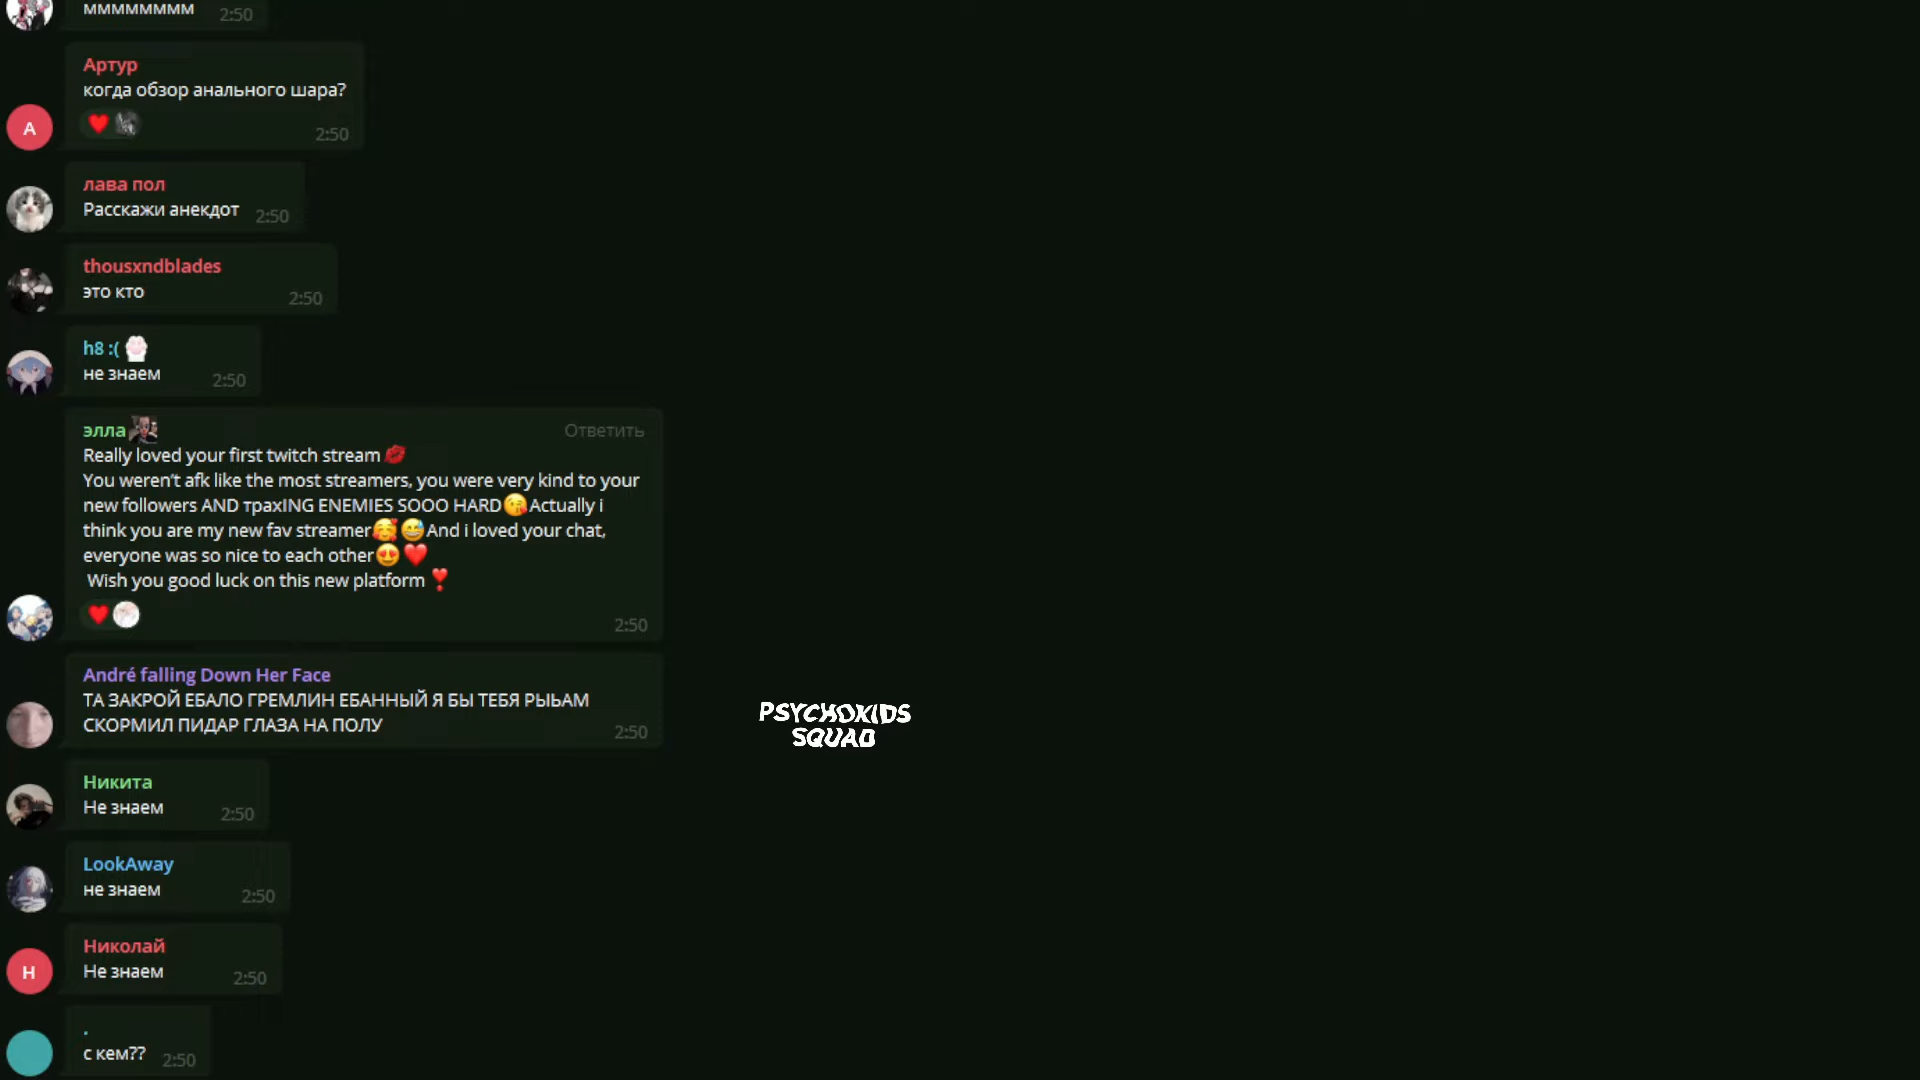 мммммммм 2:50
Артур
когда обзор анального шара?
2:50
А
лава пол
Расскажи анекдот 2:50
thousxndblades
это кто 2:50
h8 :(
не знаем 2:50
элла Ответить
Really loved your first twitch stream 💋
You weren't afk like the most streamers, you were very kind to your
new followers AND трахING ENEMIES SOOO HARD😘Actually i
think you are my new fav streamer🥰😅And i loved your chat,
everyone was so nice to each other😍❤️
Wish you good luck on this new platform❣️
2:50
André falling Down Her Face
ТА ЗАКРОЙ ЕБАЛО ГРЕМЛИН ЕБАННЫЙ Я БЫ ТЕБЯ РЫЬАМ
СКОРМИЛ ПИДАР ГЛАЗА НА ПОЛУ 2:50
PSYCHOKIDS
SQUAD
Никита
Не знаем 2:50
LookAway
не знаем 2:50
Николай
Не знаем 2:50
Н
.
с кем?? 2:50